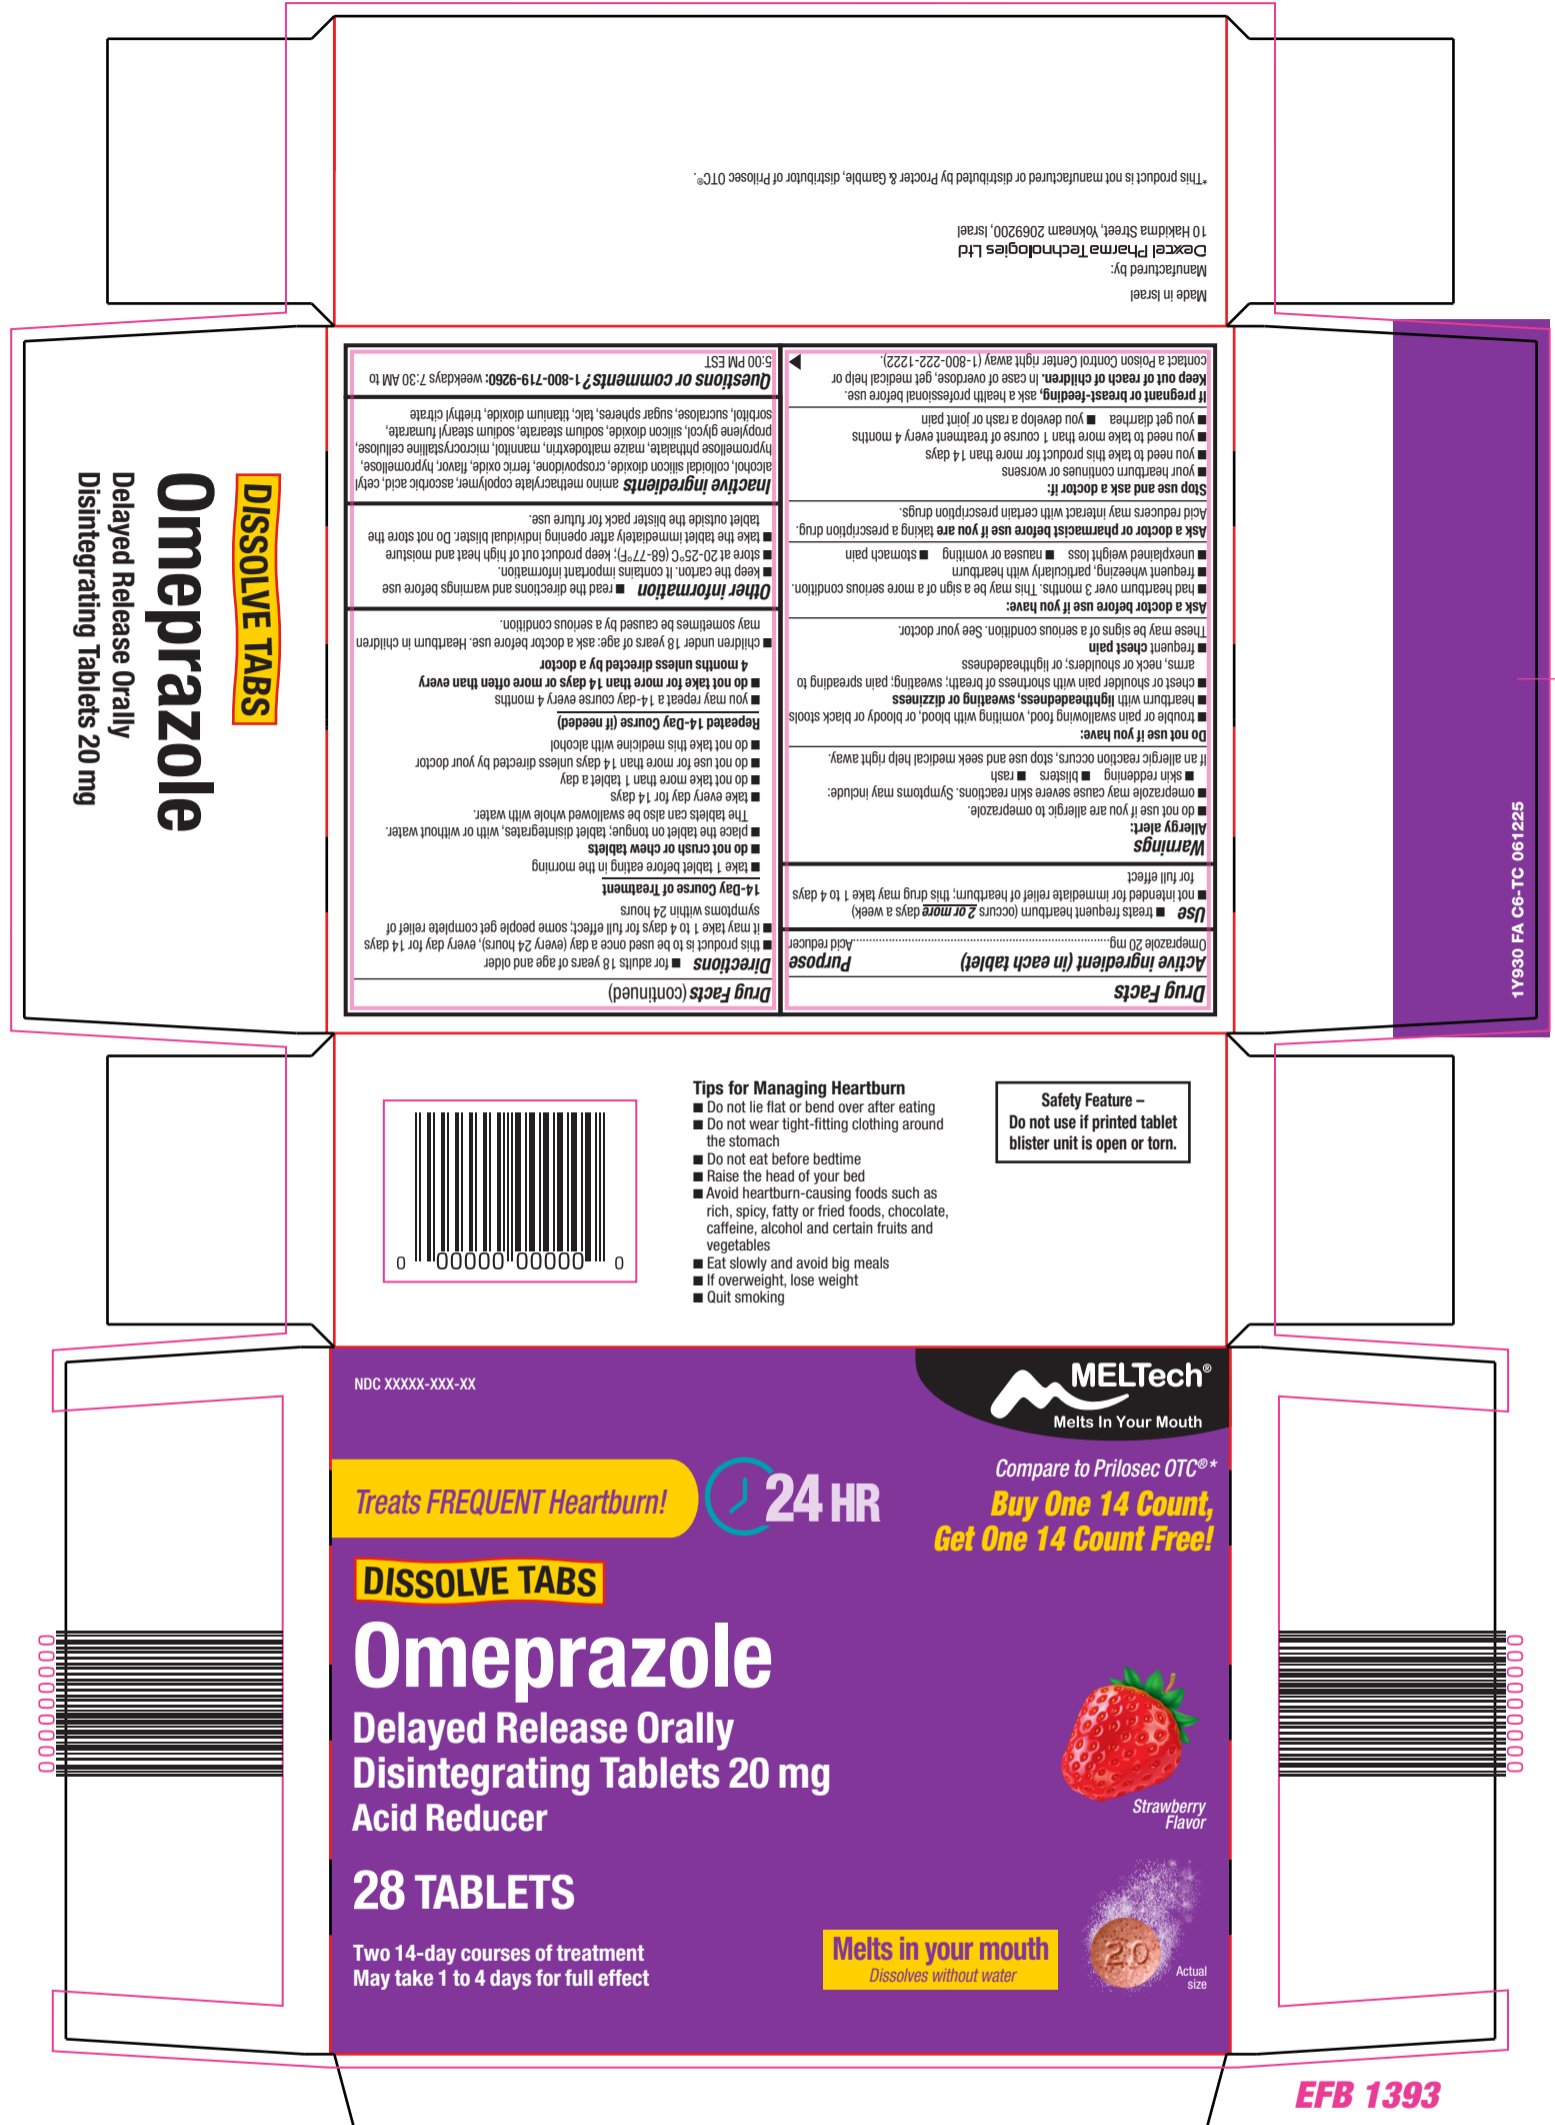 *This product is not manufactured or distributed by Procter & Gamble, distributor of Prilosec OTC®.
Made in Israel
Manufactured by:
Dexcel Pharma Technologies Ltd
10 Hakidma Street, Yokneam 2069200, Israel
DISSOLVE TABS
Omeprazole
Delayed Release Orally
Disintegrating Tablets 20 mg
Drug Facts
Active ingredient (in each tablet) Purpose
Omeprazole 20 mg........................................Acid reducer
Use ■ treats frequent heartburn (occurs 2 or more days a week)
■ not intended for immediate relief of heartburn; this drug may take 1 to 4 days
for full effect
Warnings
Allergy alert:
■ do not use if you are allergic to omeprazole.
■ omeprazole may cause severe skin reactions. Symptoms may include:
■ skin reddening ■ blisters ■ rash
If an allergic reaction occurs, stop use and seek medical help right away.
Do not use if you have:
■ trouble or pain swallowing food, vomiting with blood, or bloody or black stools
■ heartburn with lightheadedness, sweating or dizziness
■ chest or shoulder pain with shortness of breath; sweating; pain spreading to
arms, neck or shoulders; or lightheadedness
■ frequent chest pain
These may be signs of a serious condition. See your doctor.
Ask a doctor before use if you have:
■ had heartburn over 3 months. This may be a sign of a more serious condition.
■ frequent wheezing, particularly with heartburn
■ unexplained weight loss ■ nausea or vomiting ■ stomach pain
Ask a doctor or pharmacist before use if you are taking a prescription drug.
Acid reducers may interact with certain prescription drugs.
Stop use and ask a doctor if:
■ your heartburn continues or worsens
■ you need to take this product for more than 14 days
■ you need to take more than 1 course of treatment every 4 months
■ you get diarrhea ■ you develop a rash or joint pain
If pregnant or breast-feeding, ask a health professional before use.
Keep out of reach of children. In case of overdose, get medical help or
contact a Poison Control Center right away (1-800-222-1222).
Drug Facts (continued)
Directions ■ for adults 18 years of age and older
■ this product is to be used once a day (every 24 hours), every day for 14 days
■ it may take 1 to 4 days for full effect; some people get complete relief of
symptoms within 24 hours
14-Day Course of Treatment
■ take 1 tablet before eating in the morning
■ do not crush or chew tablets
■ place the tablet on tongue; tablet disintegrates, with or without water.
The tablets can also be swallowed whole with water.
■ take every day for 14 days
■ do not take more than 1 tablet a day
■ do not use for more than 14 days unless directed by your doctor
■ do not take this medicine with alcohol
Repeated 14-Day Course (if needed)
■ you may repeat a 14-day course every 4 months
■ do not take for more than 14 days or more often than every
4 months unless directed by a doctor
■ children under 18 years of age: ask a doctor before use. Heartburn in children
may sometimes be caused by a serious condition.
Other information ■ read the directions and warnings before use
■ keep the carton. It contains important information.
■ store at 20-25°C (68-77°F); keep product out of high heat and moisture
■ take the tablet immediately after opening individual blister. Do not store the
tablet outside the blister pack for future use.
Inactive ingredients amino methacrylate copolymer, ascorbic acid, cetyl
alcohol, colloidal silicon dioxide, crospovidone, ferric oxide, flavor, hypromellose,
hypromellose phthalate, maize maltodextrin, mannitol, microcrystalline cellulose,
propylene glycol, silicon dioxide, sodium stearate, sodium stearyl fumarate,
sorbitol, sucralose, sugar spheres, talc, titanium dioxide, triethyl citrate
Questions or comments? 1-800-719-9260: weekdays 7:30 AM to
5:00 PM EST
1Y930 FA C6-TC 061225
0 00000 00000 0
Tips for Managing Heartburn
■ Do not lie flat or bend over after eating
■ Do not wear tight-fitting clothing around
the stomach
■ Do not eat before bedtime
■ Raise the head of your bed
■ Avoid heartburn-causing foods such as
rich, spicy, fatty or fried foods, chocolate,
caffeine, alcohol and certain fruits and
vegetables
■ Eat slowly and avoid big meals
■ If overweight, lose weight
■ Quit smoking
Safety Feature –
Do not use if printed tablet
blister unit is open or torn.
NDC XXXXX-XXX-XX
MELTech®
Melts In Your Mouth
Treats FREQUENT Heartburn!
24 HR
Compare to Prilosec OTC®*
Buy One 14 Count,
Get One 14 Count Free!
DISSOLVE TABS
Omeprazole
Delayed Release Orally
Disintegrating Tablets 20 mg
Acid Reducer
Strawberry
Flavor
28 TABLETS
Two 14-day courses of treatment
May take 1 to 4 days for full effect
Melts in your mouth
Dissolves without water
20
Actual
size
0000000000
0000000000
EFB 1393